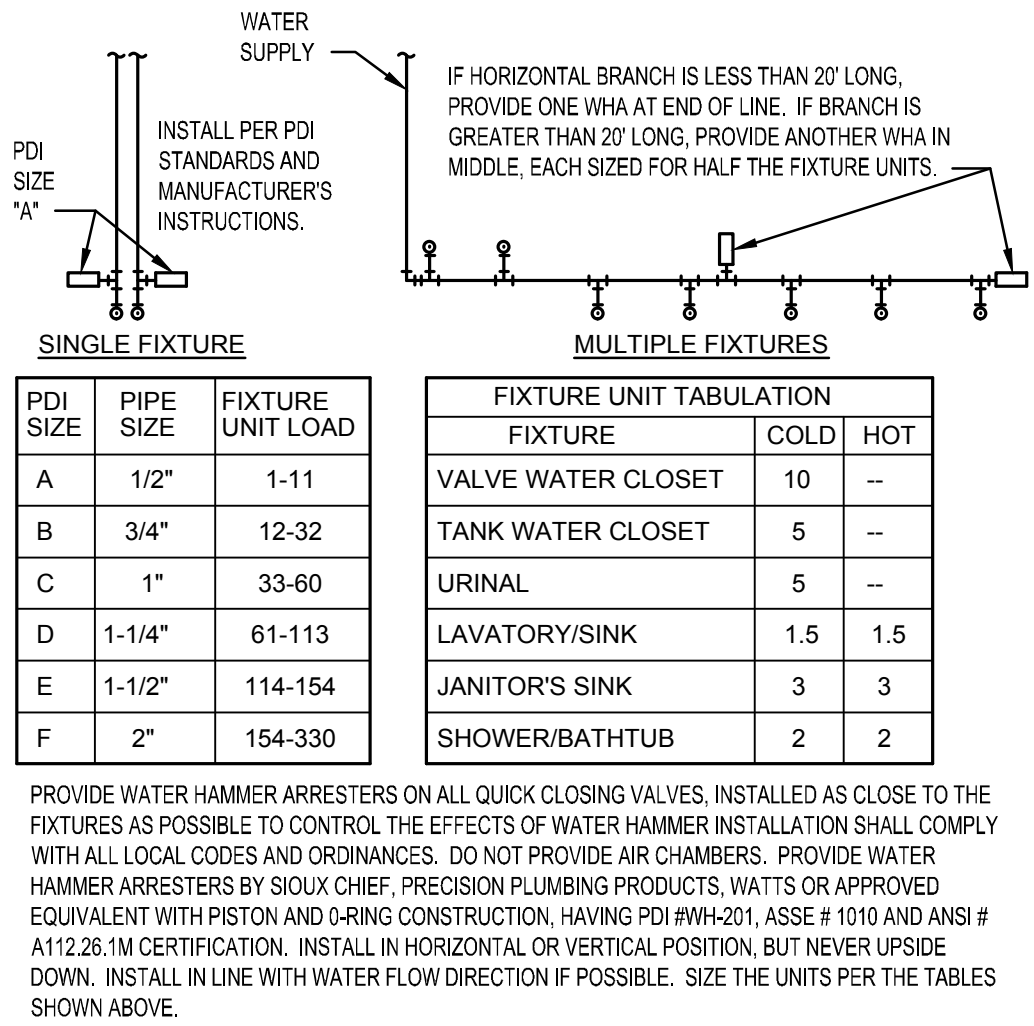 WATER
SUPPLY
IF HORIZONTAL BRANCH IS LESS THAN 20' LONG,
PROVIDE ONE WHA AT END OF LINE. IF BRANCH IS
GREATER THAN 20' LONG, PROVIDE ANOTHER WHA IN
MIDDLE, EACH SIZED FOR HALF THE FIXTURE UNITS.
INSTALL PER PDI
STANDARDS AND
MANUFACTURER'S
INSTRUCTIONS.
PDI
SIZE
"A"
SINGLE FIXTURE
MULTIPLE FIXTURES
PDI SIZE PIPE SIZE FIXTURE UNIT LOAD
A 1/2" 1-11
B 3/4" 12-32
C 1" 33-60
D 1-1/4" 61-113
E 1-1/2" 114-154
F 2" 154-330
FIXTURE UNIT TABULATION
FIXTURE COLD HOT
VALVE WATER CLOSET 10 --
TANK WATER CLOSET 5 --
URINAL 5 --
LAVATORY/SINK 1.5 1.5
JANITOR'S SINK 3 3
SHOWER/BATHTUB 2 2
PROVIDE WATER HAMMER ARRESTERS ON ALL QUICK CLOSING VALVES, INSTALLED AS CLOSE TO THE
FIXTURES AS POSSIBLE TO CONTROL THE EFFECTS OF WATER HAMMER INSTALLATION SHALL COMPLY
WITH ALL LOCAL CODES AND ORDINANCES. DO NOT PROVIDE AIR CHAMBERS. PROVIDE WATER
HAMMER ARRESTERS BY SIOUX CHIEF, PRECISION PLUMBING PRODUCTS, WATTS OR APPROVED
EQUIVALENT WITH PISTON AND 0-RING CONSTRUCTION, HAVING PDI #WH-201, ASSE # 1010 AND ANSI #
A112.26.1M CERTIFICATION. INSTALL IN HORIZONTAL OR VERTICAL POSITION, BUT NEVER UPSIDE
DOWN. INSTALL IN LINE WITH WATER FLOW DIRECTION IF POSSIBLE. SIZE THE UNITS PER THE TABLES
SHOWN ABOVE.